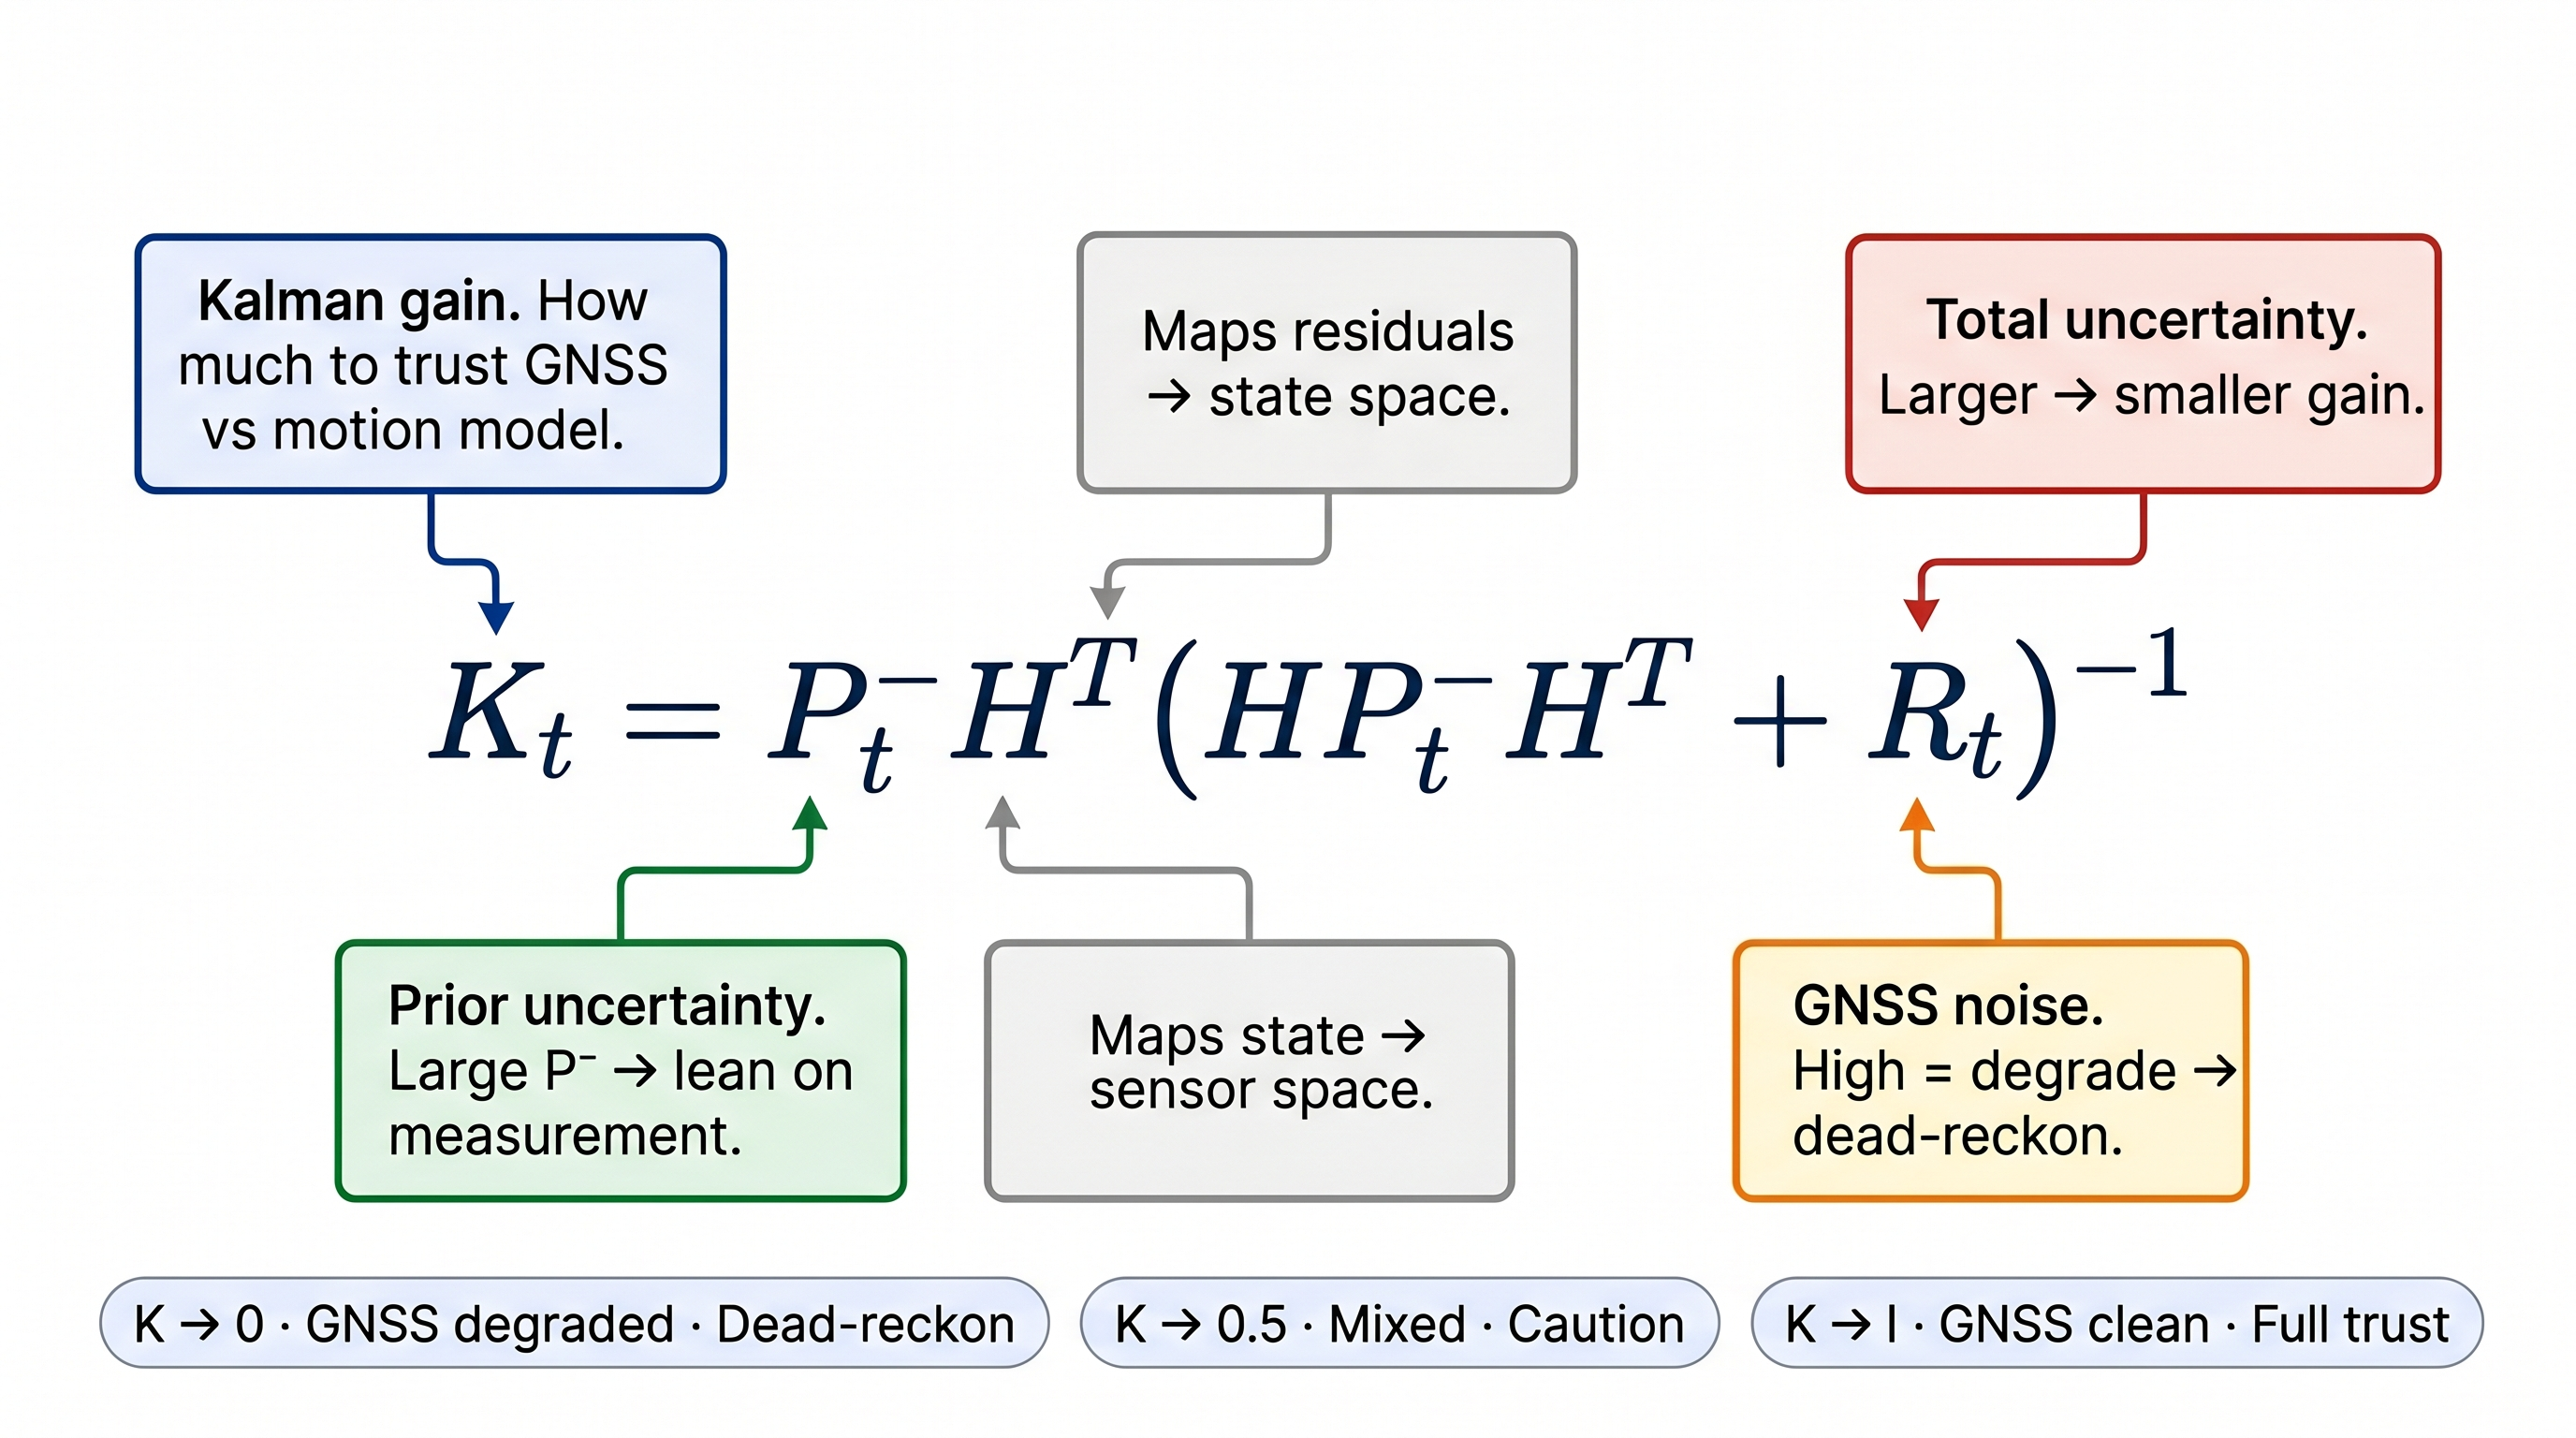 Kalman gain. How
much to trust GNSS
vs motion model.
Maps residuals
→ state space.
Total uncertainty.
Larger → smaller gain.
K_t = P_t^- H^T (H P_t^- H^T + R_t)^{-1}
Prior uncertainty.
Large P⁻ → lean on
measurement.
Maps state →
sensor space.
GNSS noise.
High = degrade →
dead-reckon.
K → 0 · GNSS degraded · Dead-reckon
K → 0.5 · Mixed · Caution
K → I · GNSS clean · Full trust